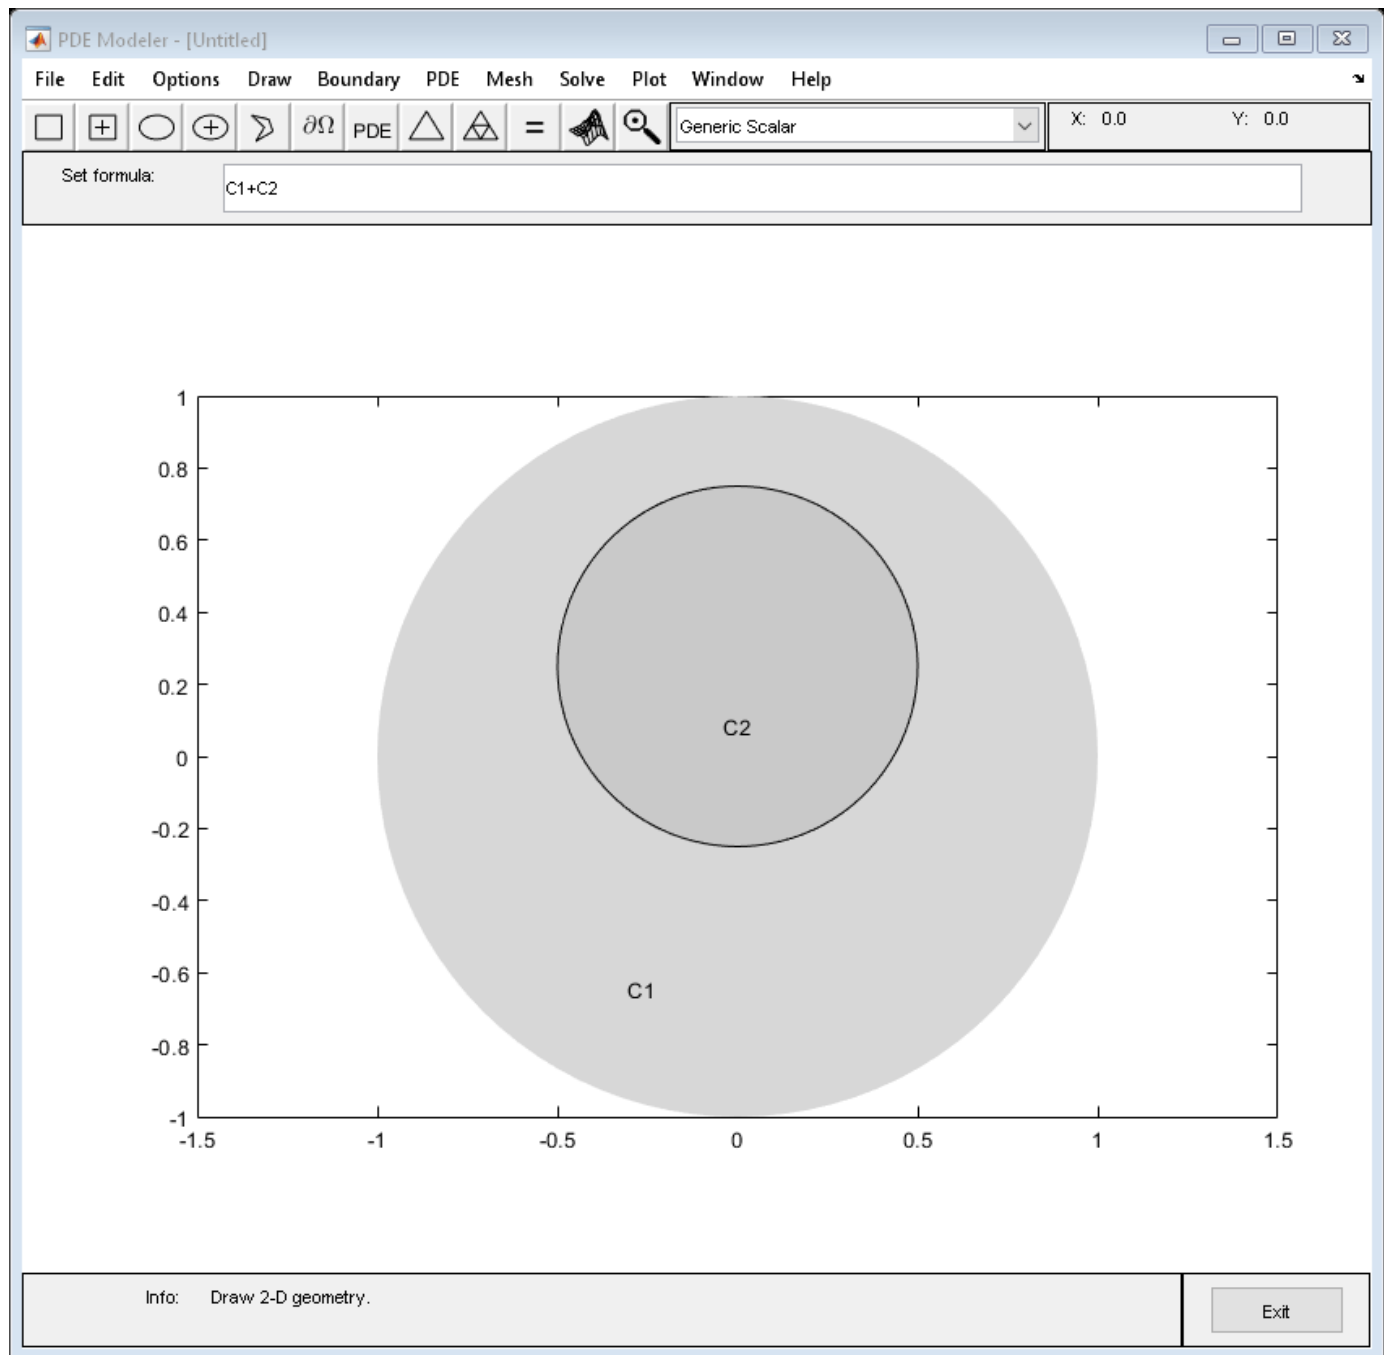 PDE Modeler - [Untitled]
File Edit Options Draw Boundary PDE Mesh Solve Plot Window Help
∂Ω PDE = Generic Scalar X: 0.0 Y: 0.0
Set formula: C1+C2
1
0.8
0.6
0.4
0.2
0
-0.2
-0.4
-0.6
-0.8
-1
C2
C1
-1.5 -1 -0.5 0 0.5 1 1.5
Info: Draw 2-D geometry.
Exit